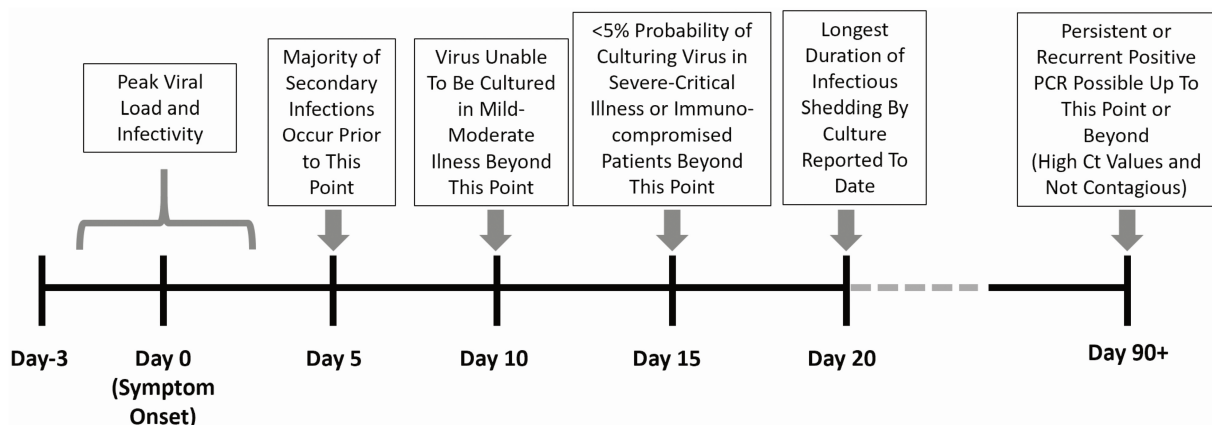 Peak Viral
Load and
Infectivity
Majority of
Secondary
Infections
Occur Prior
to This
Point
Virus Unable
To Be Cultured
in Mild-
Moderate
Ilness Beyond
This Point
<5% Probability of
Culturing Virus in
Severe-Critical
Illness or Immuno-
compromised
Patients Beyond
This Point
Longest
Duration of
Infectious
Shedding By
Culture
Reported To
Date
Persistent or
Recurrent Positive
PCR Possible Up To
This Point or
Beyond
(High Ct Values and
Not Contagious)
Day-3
Day 0
(Symptom
Onset)
Day 5
Day 10
Day 15
Day 20
Day 90+